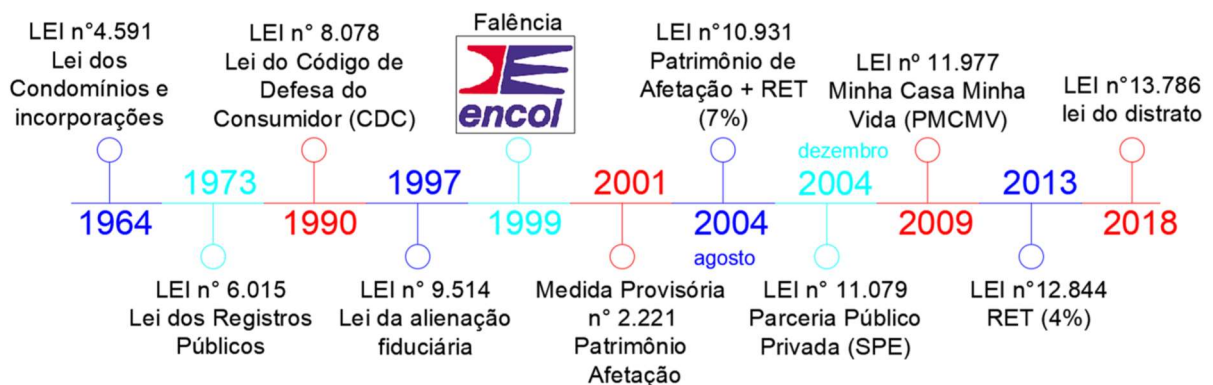 LEI n°4.591
Lei dos
Condomínios e
incorporações
1964
1973
LEI n° 6.015
Lei dos Registros
Públicos
LEI n° 8.078
Lei do Código de
Defesa do
Consumidor (CDC)
1990
1997
LEI n° 9.514
Lei da alienação
fiduciária
Falência
encol
1999
2001
Medida Provisória
n° 2.221
Patrimônio
Afetação
LEI n°10.931
Patrimônio de
Afetação + RET
(7%)
2004
agosto
dezembro
2004
LEI n° 11.079
Parceria Público
Privada (SPE)
LEI nº 11.977
Minha Casa Minha
Vida (PMCMV)
2009
2013
LEI n°12.844
RET (4%)
LEI n°13.786
lei do distrato
2018